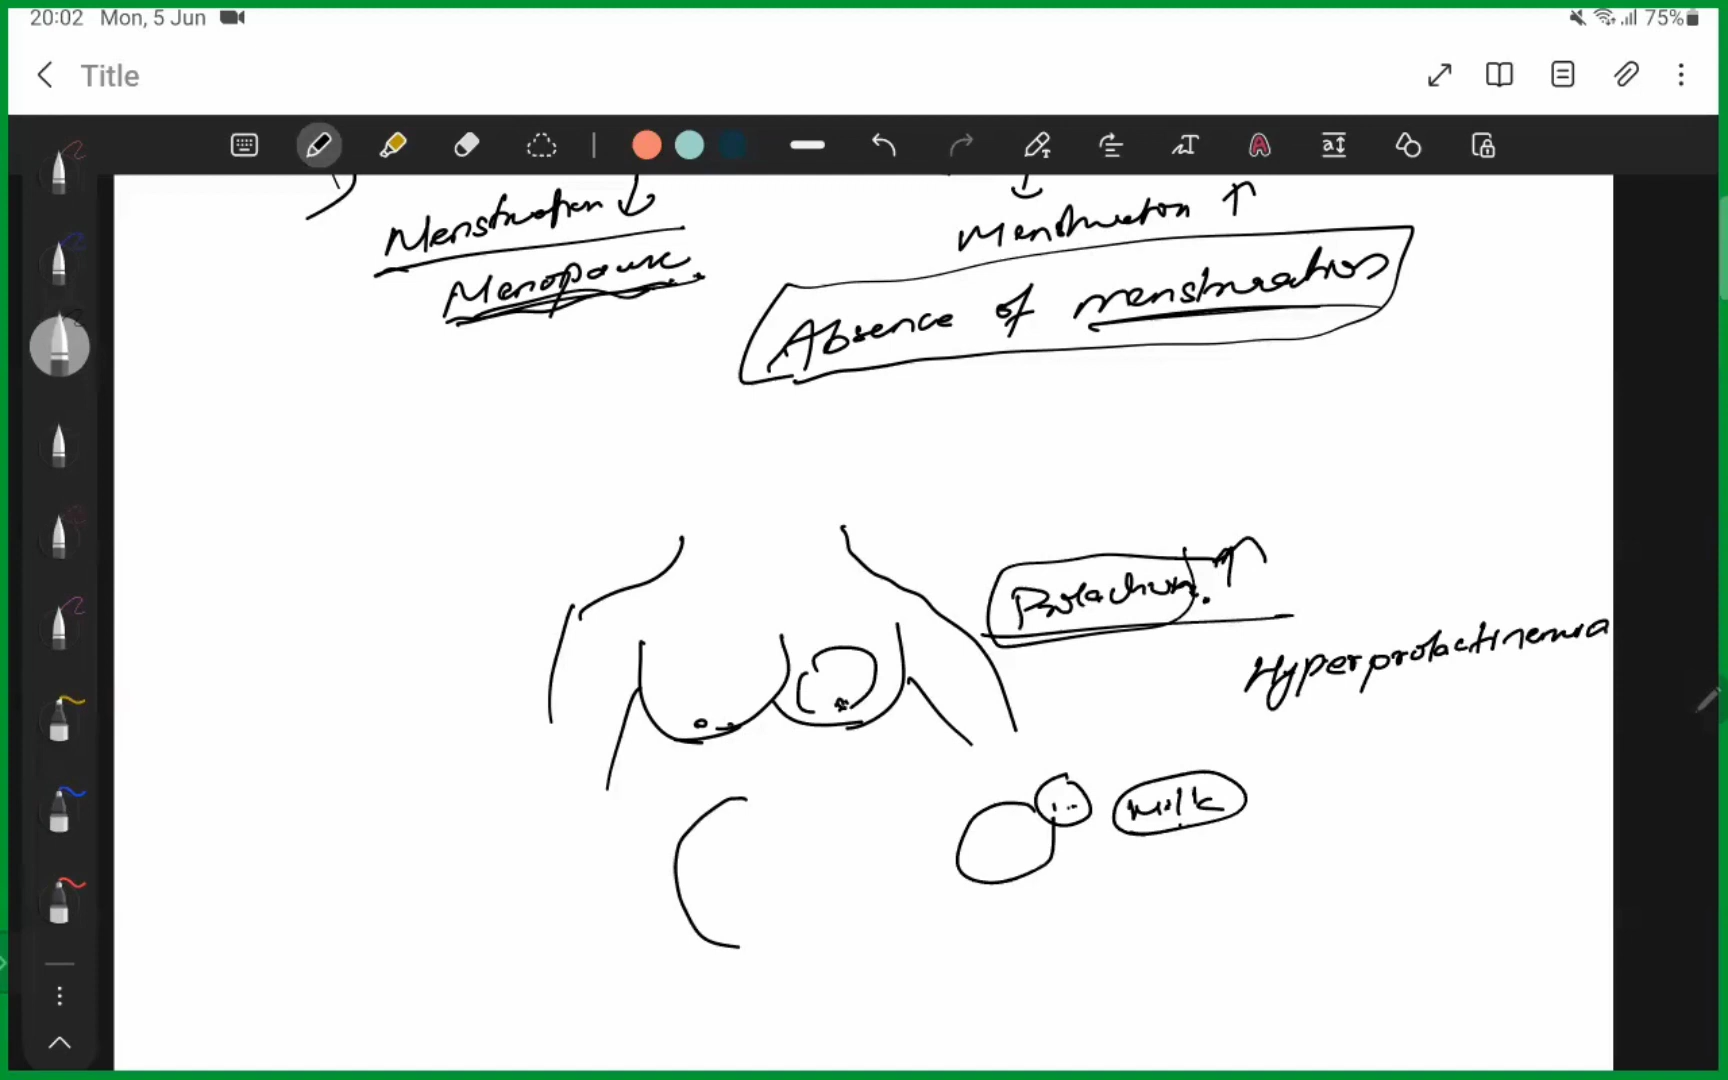 20:02 Mon, 5 Jun
75%
Title
Menstruation ↓
Menopause
Menstruation ↑
Absence of menstruation
Prolactin. ↑
Hyperprolactinemia
Milk